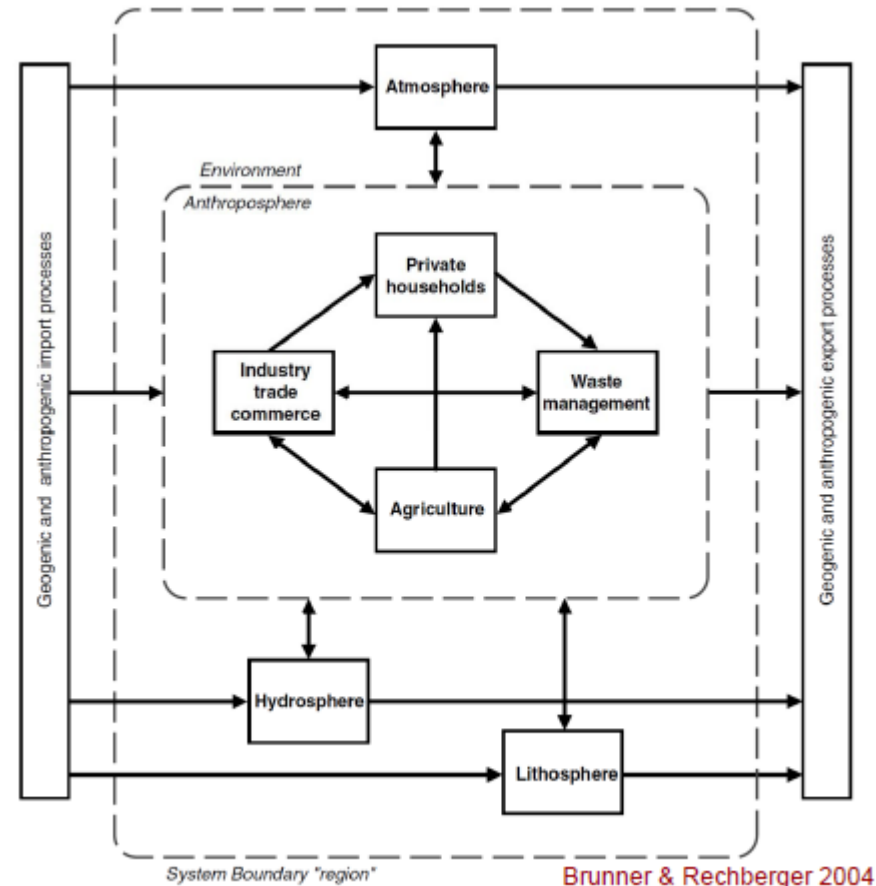 Atmosphere
Environment
Anthroposphere
Geogenic and anthropogenic import processes
Private
households
Industry
trade
commerce
Waste
management
Agriculture
Geogenic and anthropogenic export processes
Hydrosphere
Lithosphere
System Boundary "region"
Brunner & Rechberger 2004